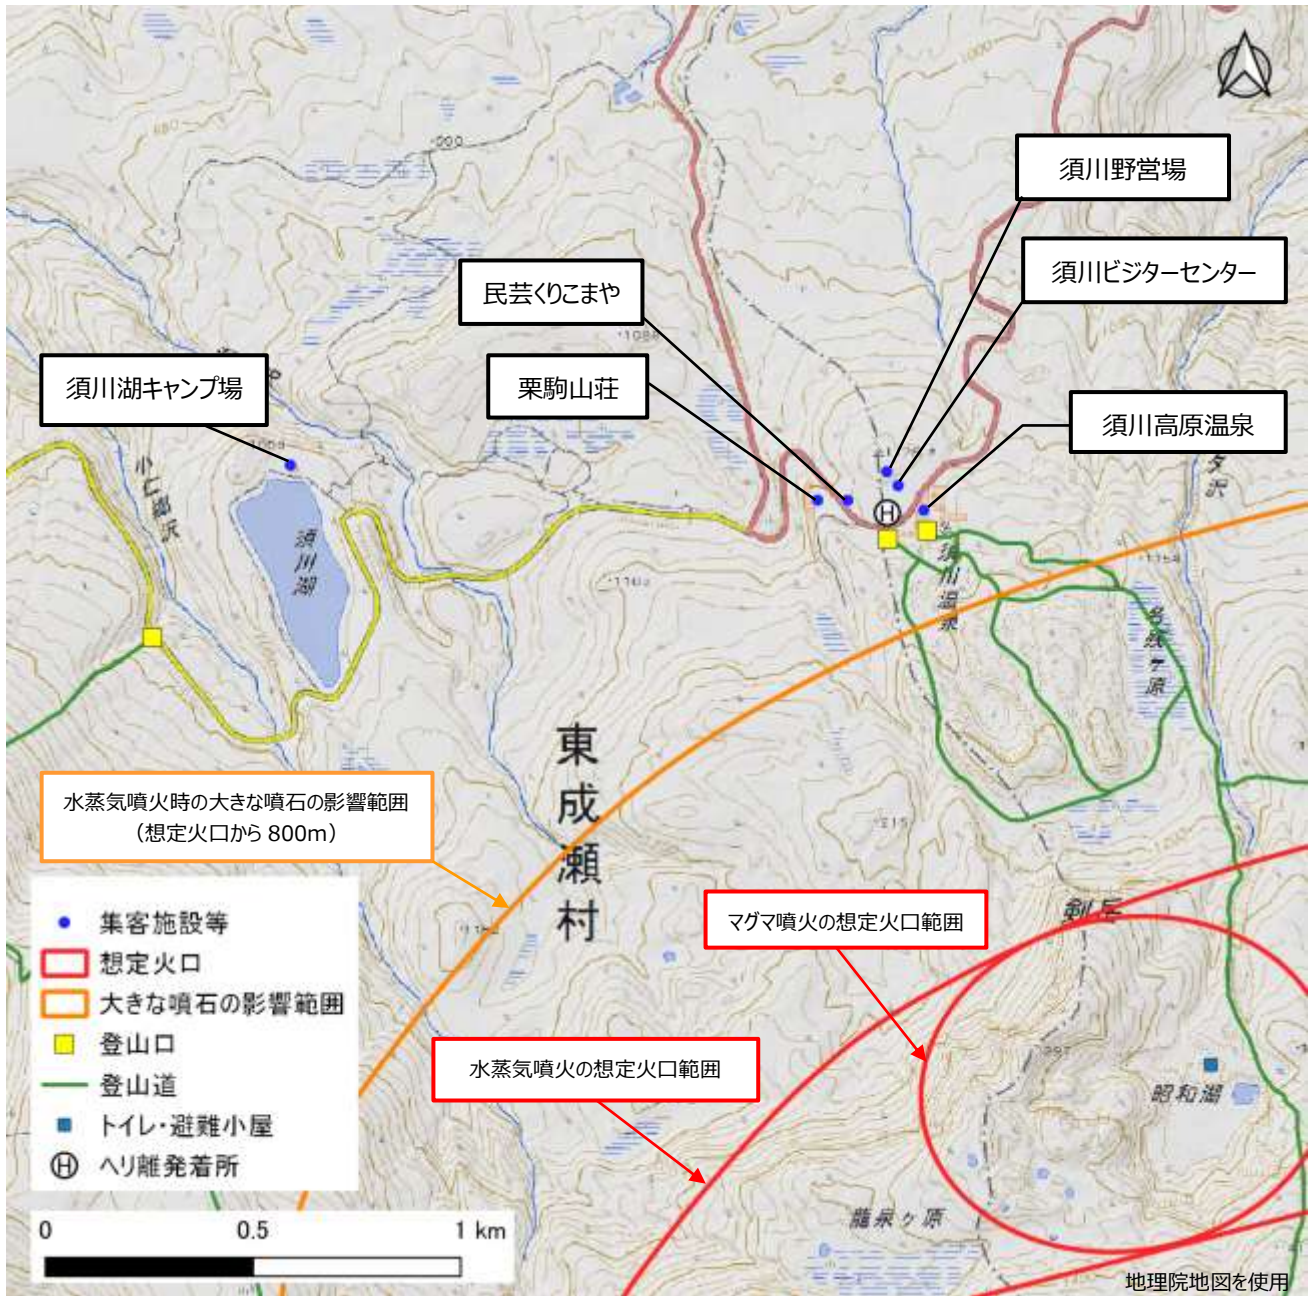 須川野営場
須川ビジターセンター
民芸くりこまや
栗駒山荘
須川湖キャンプ場
須川高原温泉
須川湖
須川温泉
名残ヶ原
東成瀬村
水蒸気噴火時の大きな噴石の影響範囲
（想定火口から 800m）
マグマ噴火の想定火口範囲
剣岳
水蒸気噴火の想定火口範囲
昭和湖
龍泉ヶ原
集客施設等
想定火口
大きな噴石の影響範囲
登山口
登山道
トイレ・避難小屋
H ヘリ離発着所
0 0.5 1 km
地理院地図を使用